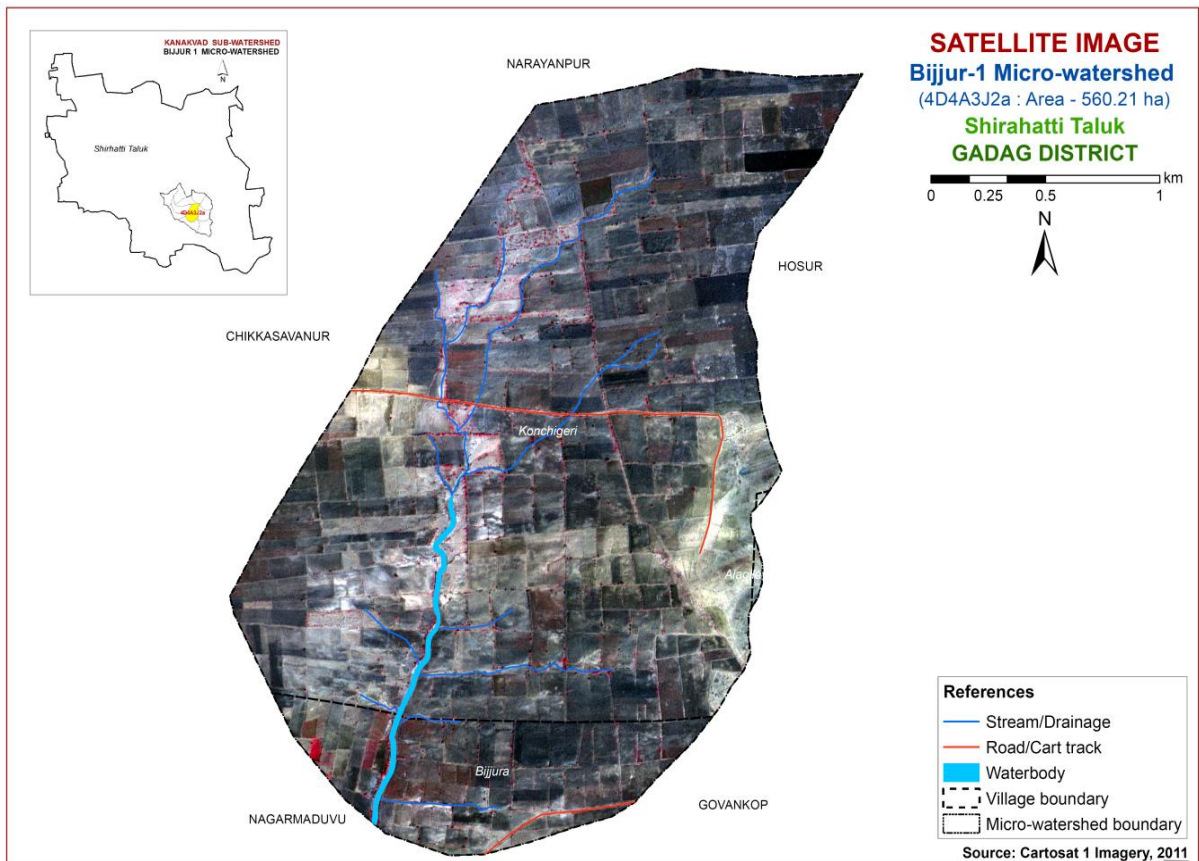 KANAKVAD SUB-WATERSHED
BIJJUR 1 MICRO-WATERSHED
N
Shirhatti Taluk
4D4A3J2a
SATELLITE IMAGE
Bijjur-1 Micro-watershed
(4D4A3J2a : Area - 560.21 ha)
Shirahatti Taluk
GADAG DISTRICT
km
0 0.25 0.5 1
N
NARAYANPUR
HOSUR
CHIKKASAVANUR
Konchigeri
Bijjura
NAGARMADUVU
GOVANKOP
References
Stream/Drainage
Road/Cart track
Waterbody
Village boundary
Micro-watershed boundary
Source: Cartosat 1 Imagery, 2011